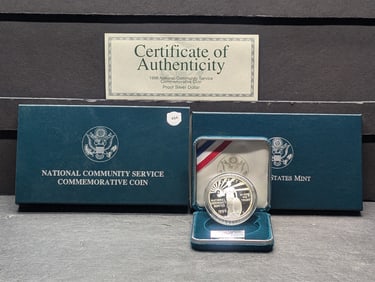 Certificate of
Authenticity
1996 National Community Service
Commemorative Coin
Proof Silver Dollar
NATIONAL COMMUNITY SERVICE
COMMEMORATIVE COIN
STATES MINT